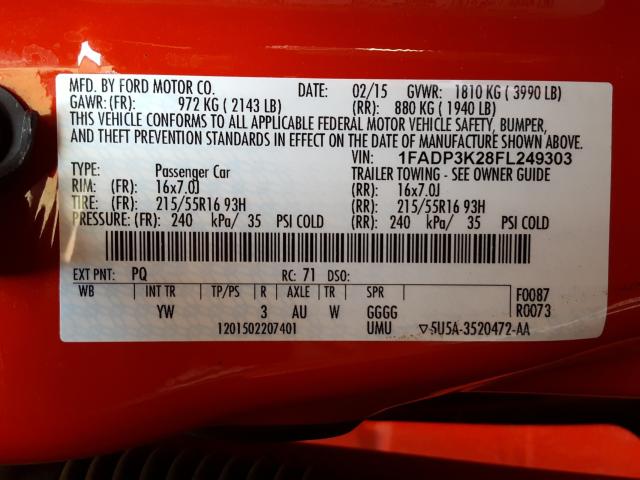 MFD. BY FORD MOTOR CO. DATE: 02/15 GVWR: 1810 KG ( 3990 LB)
GAWR: (FR): 972 KG ( 2143 LB) (RR): 880 KG ( 1940 LB)
THIS VEHICLE CONFORMS TO ALL APPLICABLE FEDERAL MOTOR VEHICLE SAFETY, BUMPER,
AND THEFT PREVENTION STANDARDS IN EFFECT ON THE DATE OF MANUFACTURE SHOWN ABOVE.
VIN: 1FADP3K28FL249303
TYPE: Passenger Car TRAILER TOWING - SEE OWNER GUIDE
RIM: (FR): 16x7.0J (RR): 16x7.0J
TIRE: (FR): 215/55R16 93H (RR): 215/55R16 93H
PRESSURE: (FR): 240 kPa/ 35 PSI COLD (RR): 240 kPa/ 35 PSI COLD
EXT PNT: PQ RC: 71 DSO:
WB INT TR TP/PS R AXLE TR SPR F0087
YW 3 AU W GGGG R0073
1201502207401 UMU ▽5U5A-3520472-AA